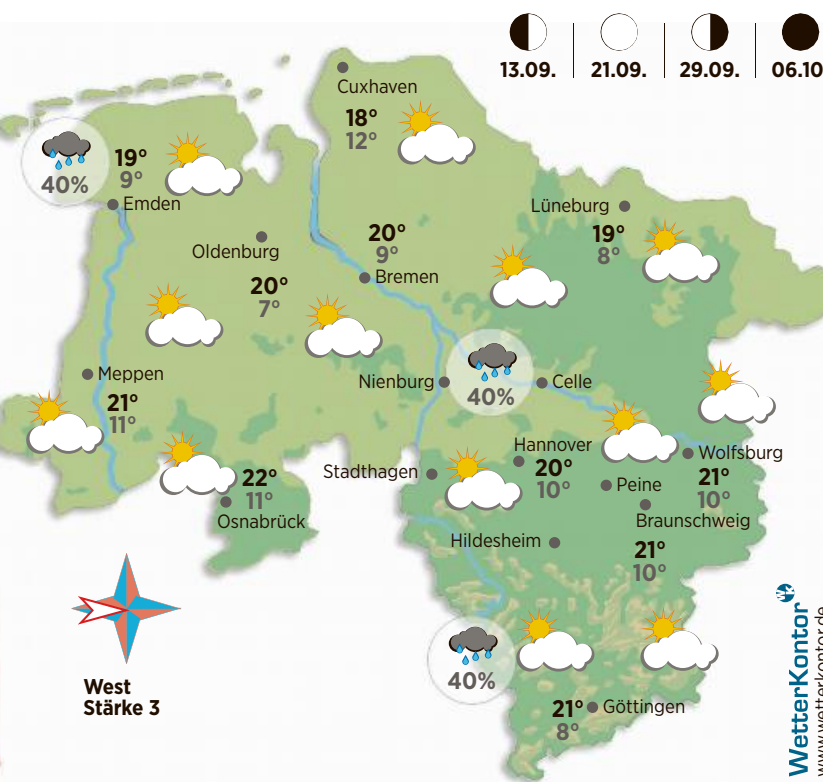 13.09.
21.09.
29.09.
06.10
Cuxhaven
18°
12°
40%
19°
9°
Emden
Lüneburg
19°
8°
Oldenburg
20°
7°
20°
9°
Bremen
Meppen
21°
11°
Nienburg
40%
Celle
Hannover
20°
10°
Wolfsburg
21°
10°
Stadthagen
22°
11°
Osnabrück
Peine
Braunschweig
21°
10°
Hildesheim
West
Stärke 3
40%
21°
8°
Göttingen
WK
WetterKontor
www.wetterkontor.de